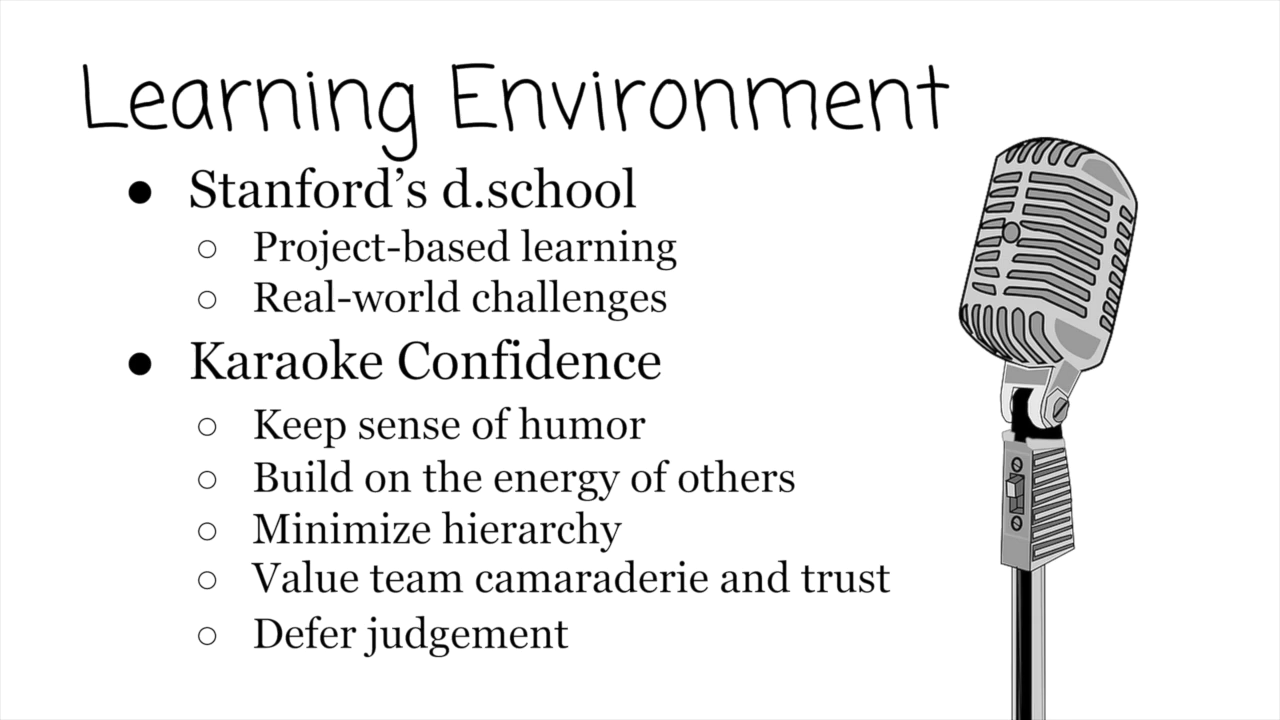 Learning Environment
● Stanford’s d.school
○ Project-based learning
○ Real-world challenges
● Karaoke Confidence
○ Keep sense of humor
○ Build on the energy of others
○ Minimize hierarchy
○ Value team camaraderie and trust
○ Defer judgement